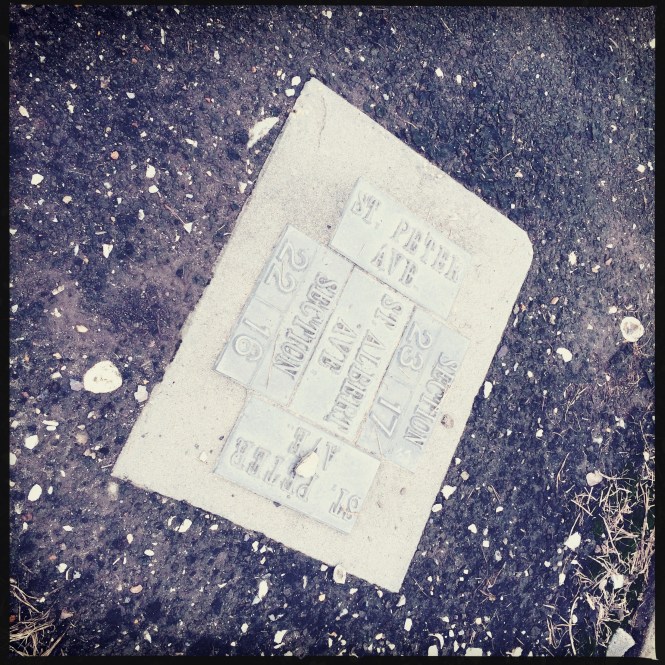 ST. PETER
AVE
SECTION
22 16
ST ALBERT
AVE
SECTION
23 17
ST. PETER
AVE